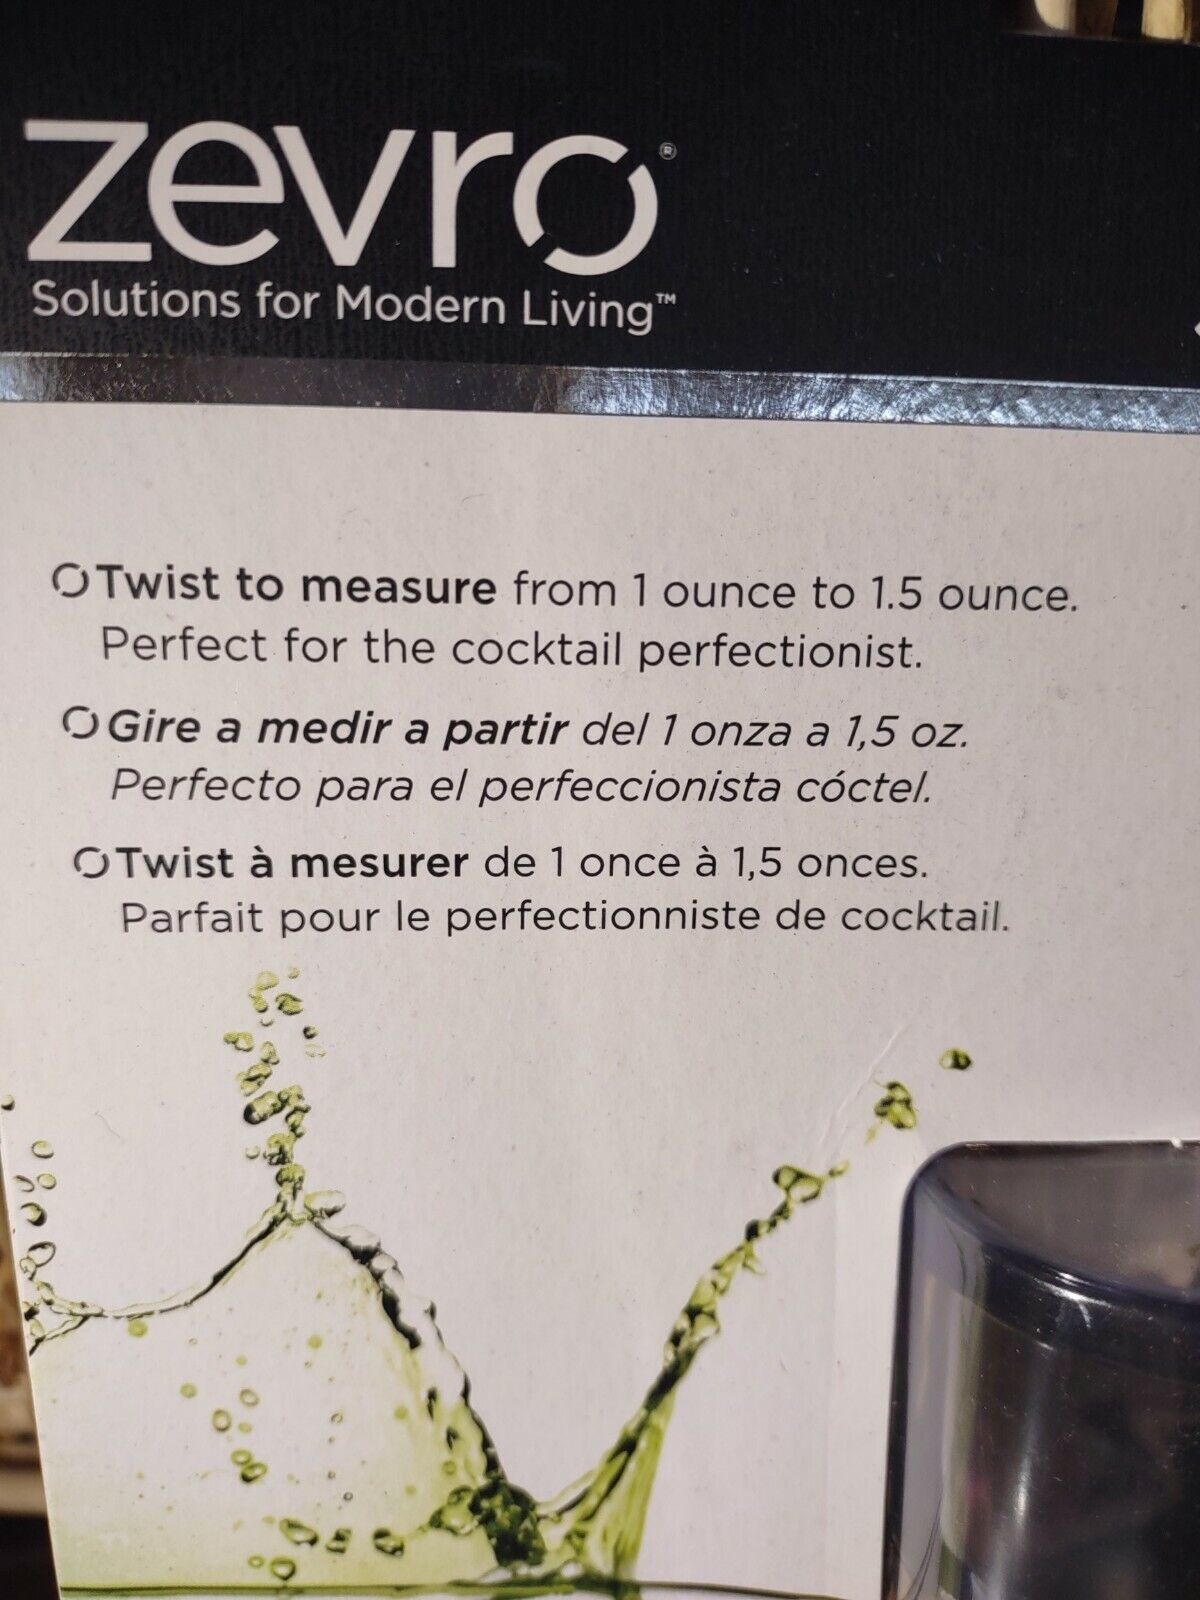 zevro®
Solutions for Modern Living™
Twist to measure from 1 ounce to 1.5 ounce.
Perfect for the cocktail perfectionist.
Gire a medir a partir del 1 onza a 1,5 oz.
Perfecto para el perfeccionista cóctel.
Twist à mesurer de 1 once à 1,5 onces.
Parfait pour le perfectionniste de cocktail.